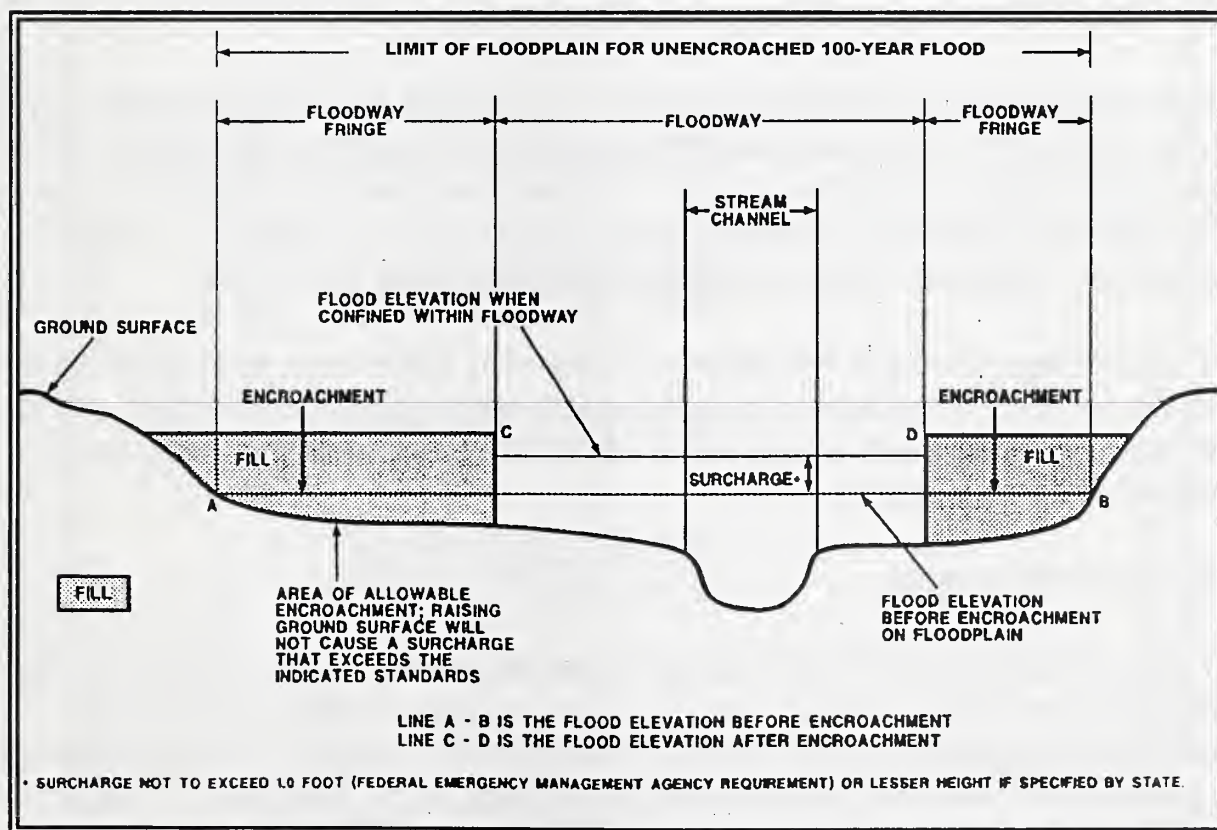 LIMIT OF FLOODPLAIN FOR UNENCROACHED 100-YEAR FLOOD
FLOODWAY
FRINGE
FLOODWAY
FLOODWAY
FRINGE
STREAM
CHANNEL
FLOOD ELEVATION WHEN
CONFINED WITHIN FLOODWAY
GROUND SURFACE
ENCROACHMENT
ENCROACHMENT
C
D
FILL
FILL
SURCHARGE*
A
B
FILL
AREA OF ALLOWABLE
ENCROACHMENT; RAISING
GROUND SURFACE WILL
NOT CAUSE A SURCHARGE
THAT EXCEEDS THE
INDICATED STANDARDS
FLOOD ELEVATION
BEFORE ENCROACHMENT
ON FLOODPLAIN
LINE A - B IS THE FLOOD ELEVATION BEFORE ENCROACHMENT
LINE C - D IS THE FLOOD ELEVATION AFTER ENCROACHMENT
* SURCHARGE NOT TO EXCEED 1.0 FOOT (FEDERAL EMERGENCY MANAGEMENT AGENCY REQUIREMENT) OR LESSER HEIGHT IF SPECIFIED BY STATE.